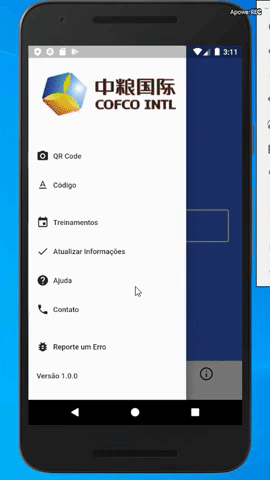 ApowerREC
3:11
中粮国际
COFCO INTL
QR Code
Código
Treinamentos
Atualizar Informações
Ajuda
Contato
Reporte um Erro
Versão 1.0.0